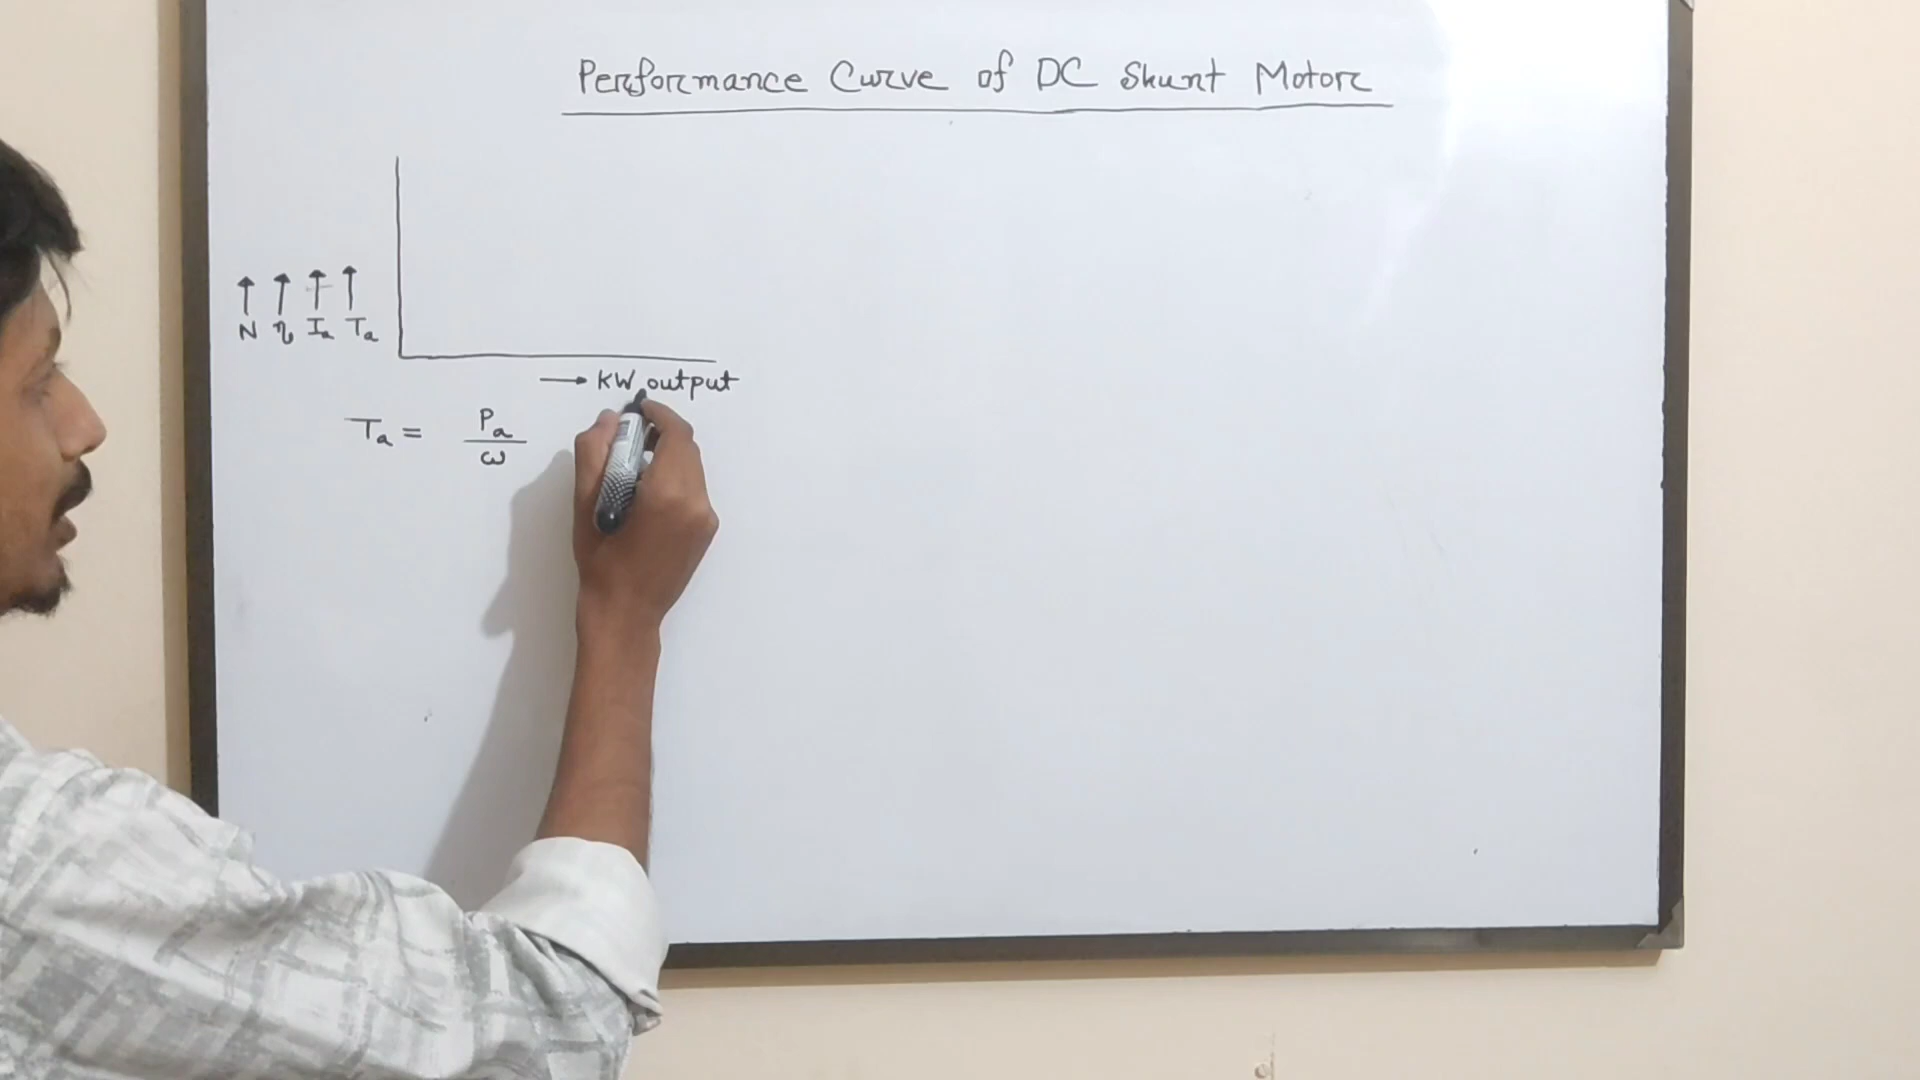 Performance Curve of DC Shunt Motor
↑ ↑ ↑ ↑
N η Ia Ta
→ KW output
Ta = Pa / ω